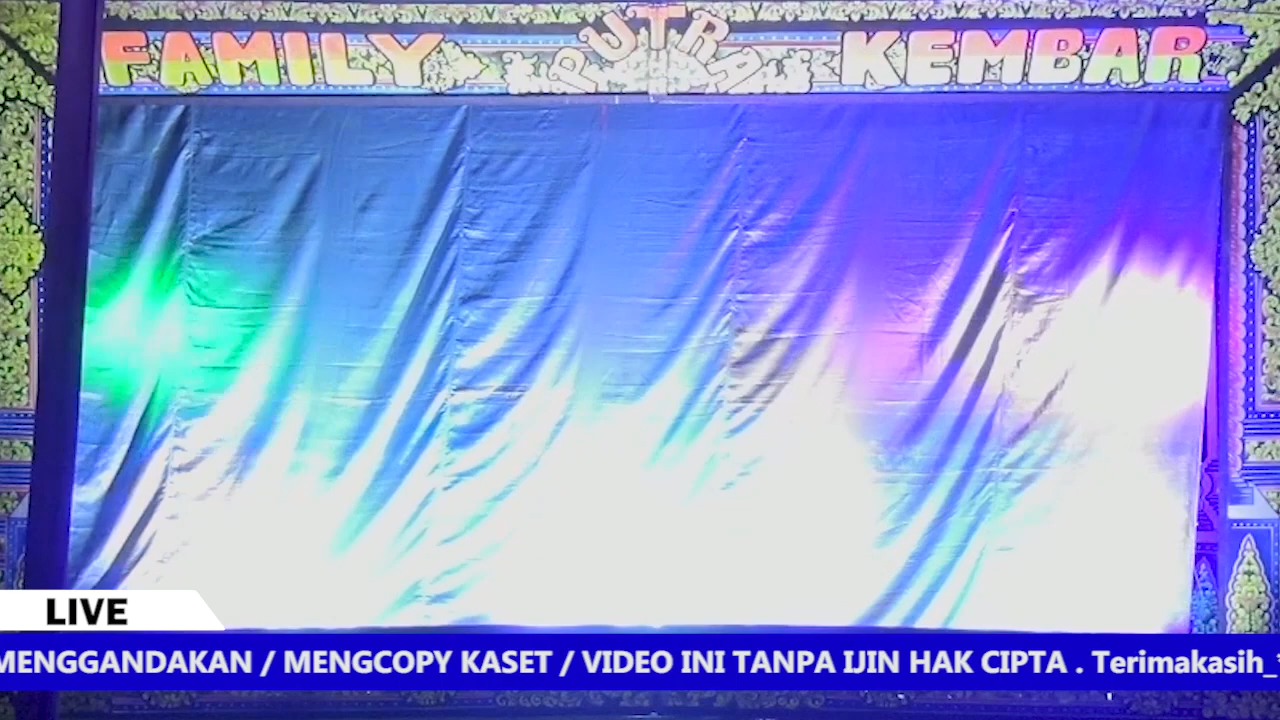 FAMILY PUTRA KEMBAR
LIVE
MENGGANDAKAN / MENGCOPY KASET / VIDEO INI TANPA IJIN HAK CIPTA . Terimakasih_